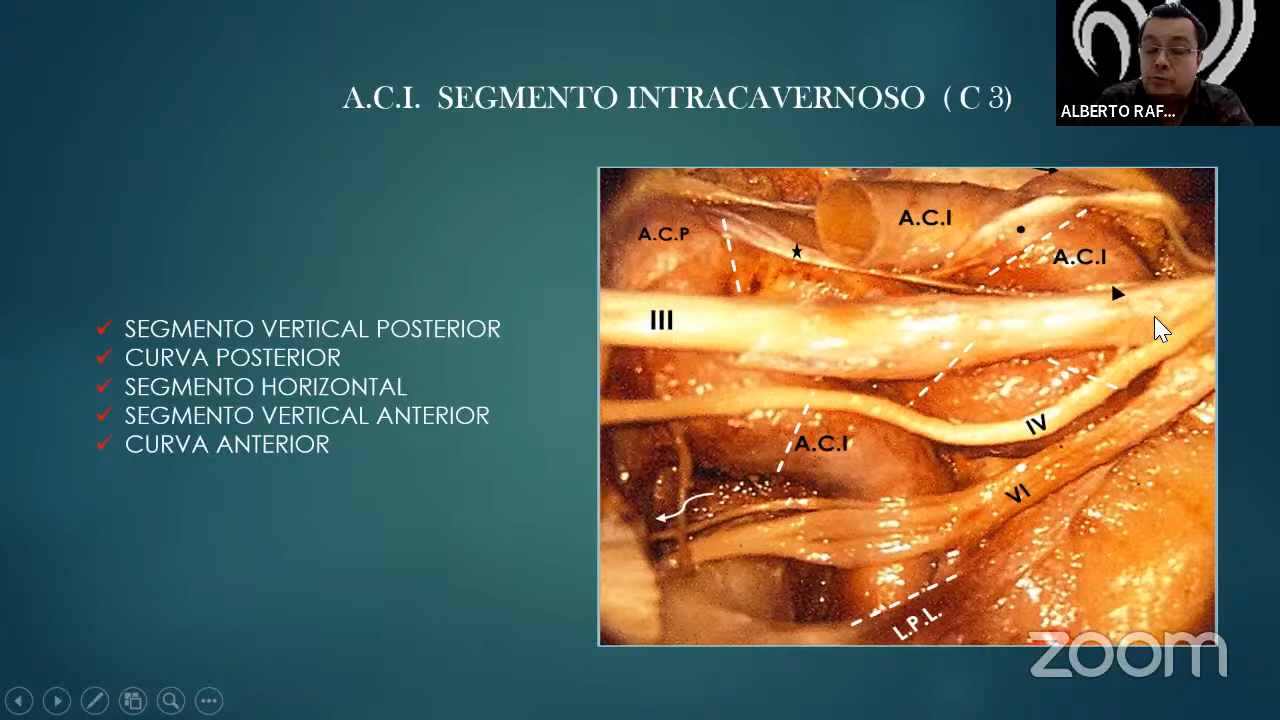 A.C.I. SEGMENTO INTRACAVERNOSO ( C 3)
ALBERTO RAF...
SEGMENTO VERTICAL POSTERIOR
CURVA POSTERIOR
SEGMENTO HORIZONTAL
SEGMENTO VERTICAL ANTERIOR
CURVA ANTERIOR
A.C.I
A.C.P
A.C.I
III
IV
A.C.I
VI
L.P.L.
zoom